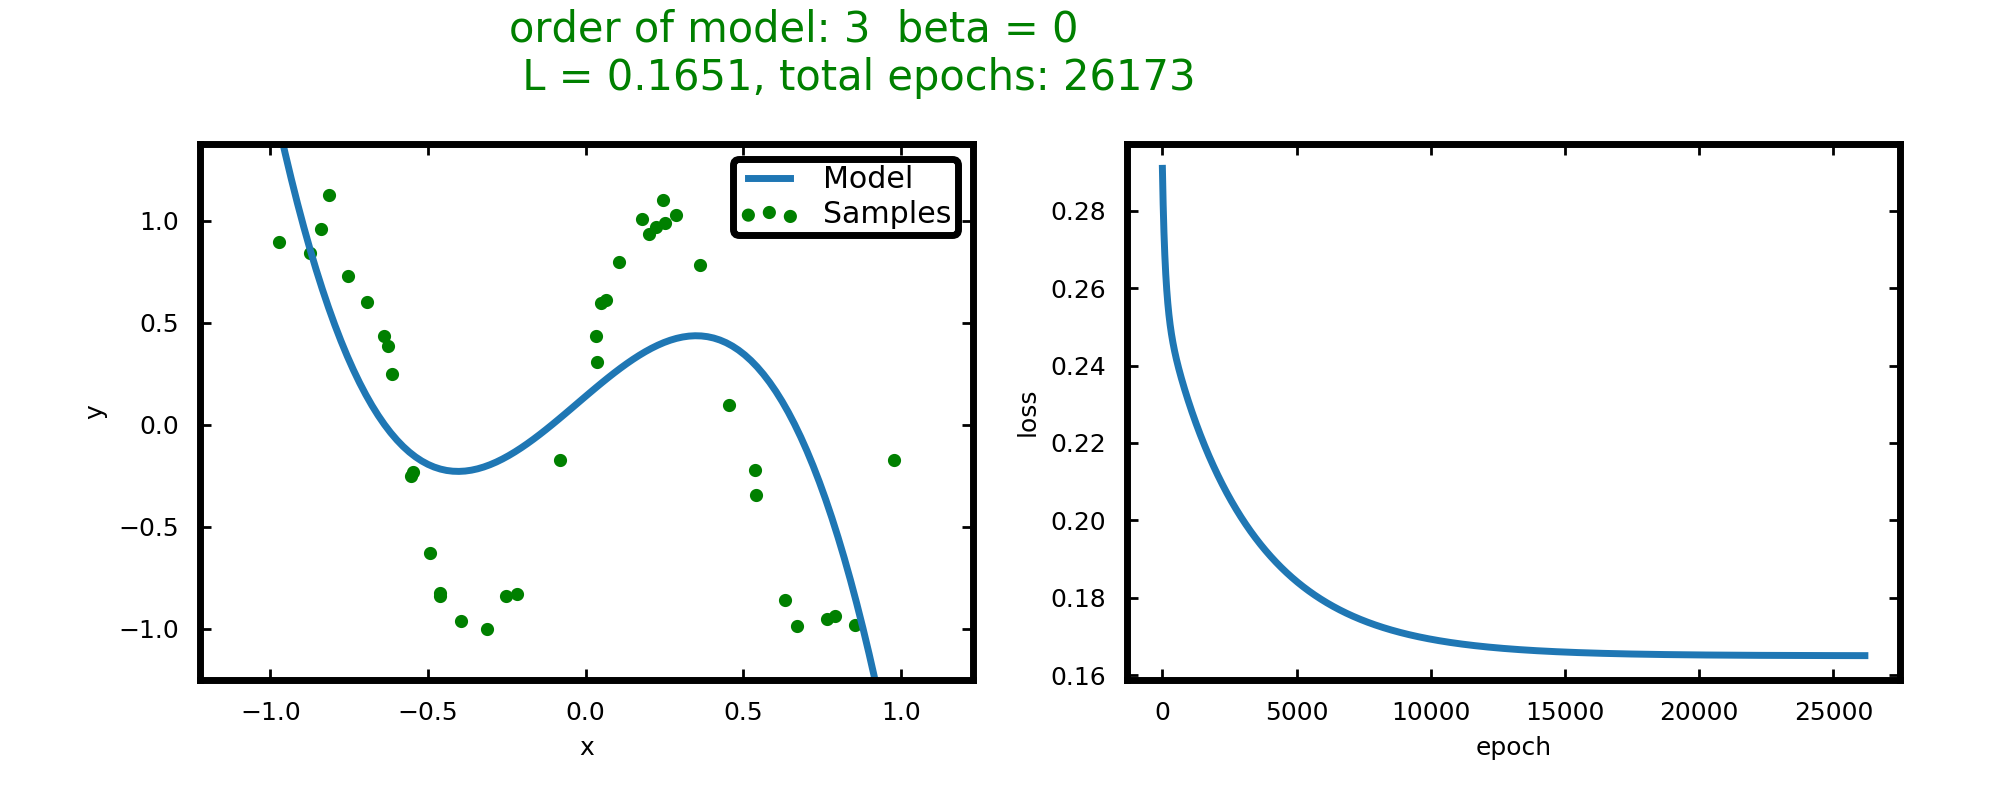 order of model: 3  beta = 0
L = 0.1651, total epochs: 26173
Model
Samples
1.0
0.5
0.0
−0.5
−1.0
y
−1.0
−0.5
0.0
0.5
1.0
x
0.28
0.26
0.24
0.22
0.20
0.18
0.16
loss
0
5000
10000
15000
20000
25000
epoch